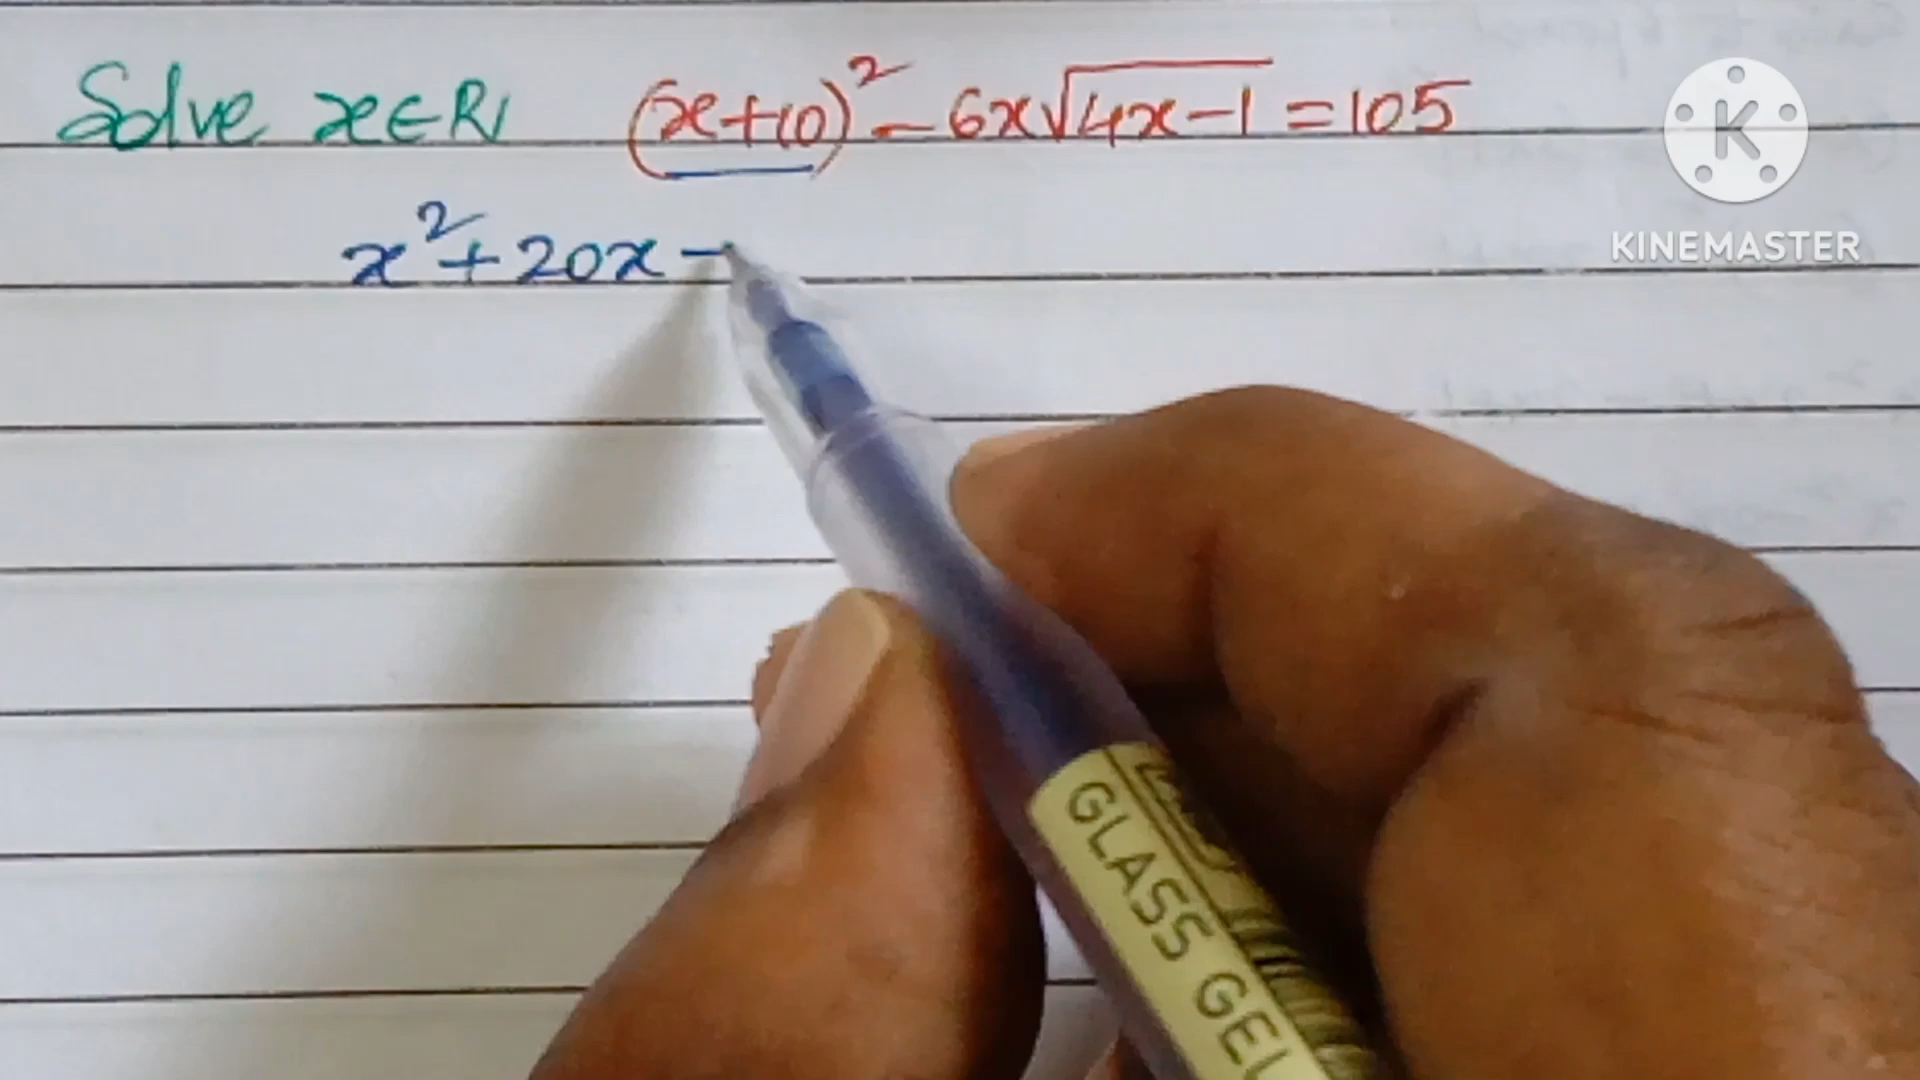 Solve x∈R, (x+10)² - 6x√4x-1 = 105
x² + 20x -
K
KINEMASTER
GLASS GEL